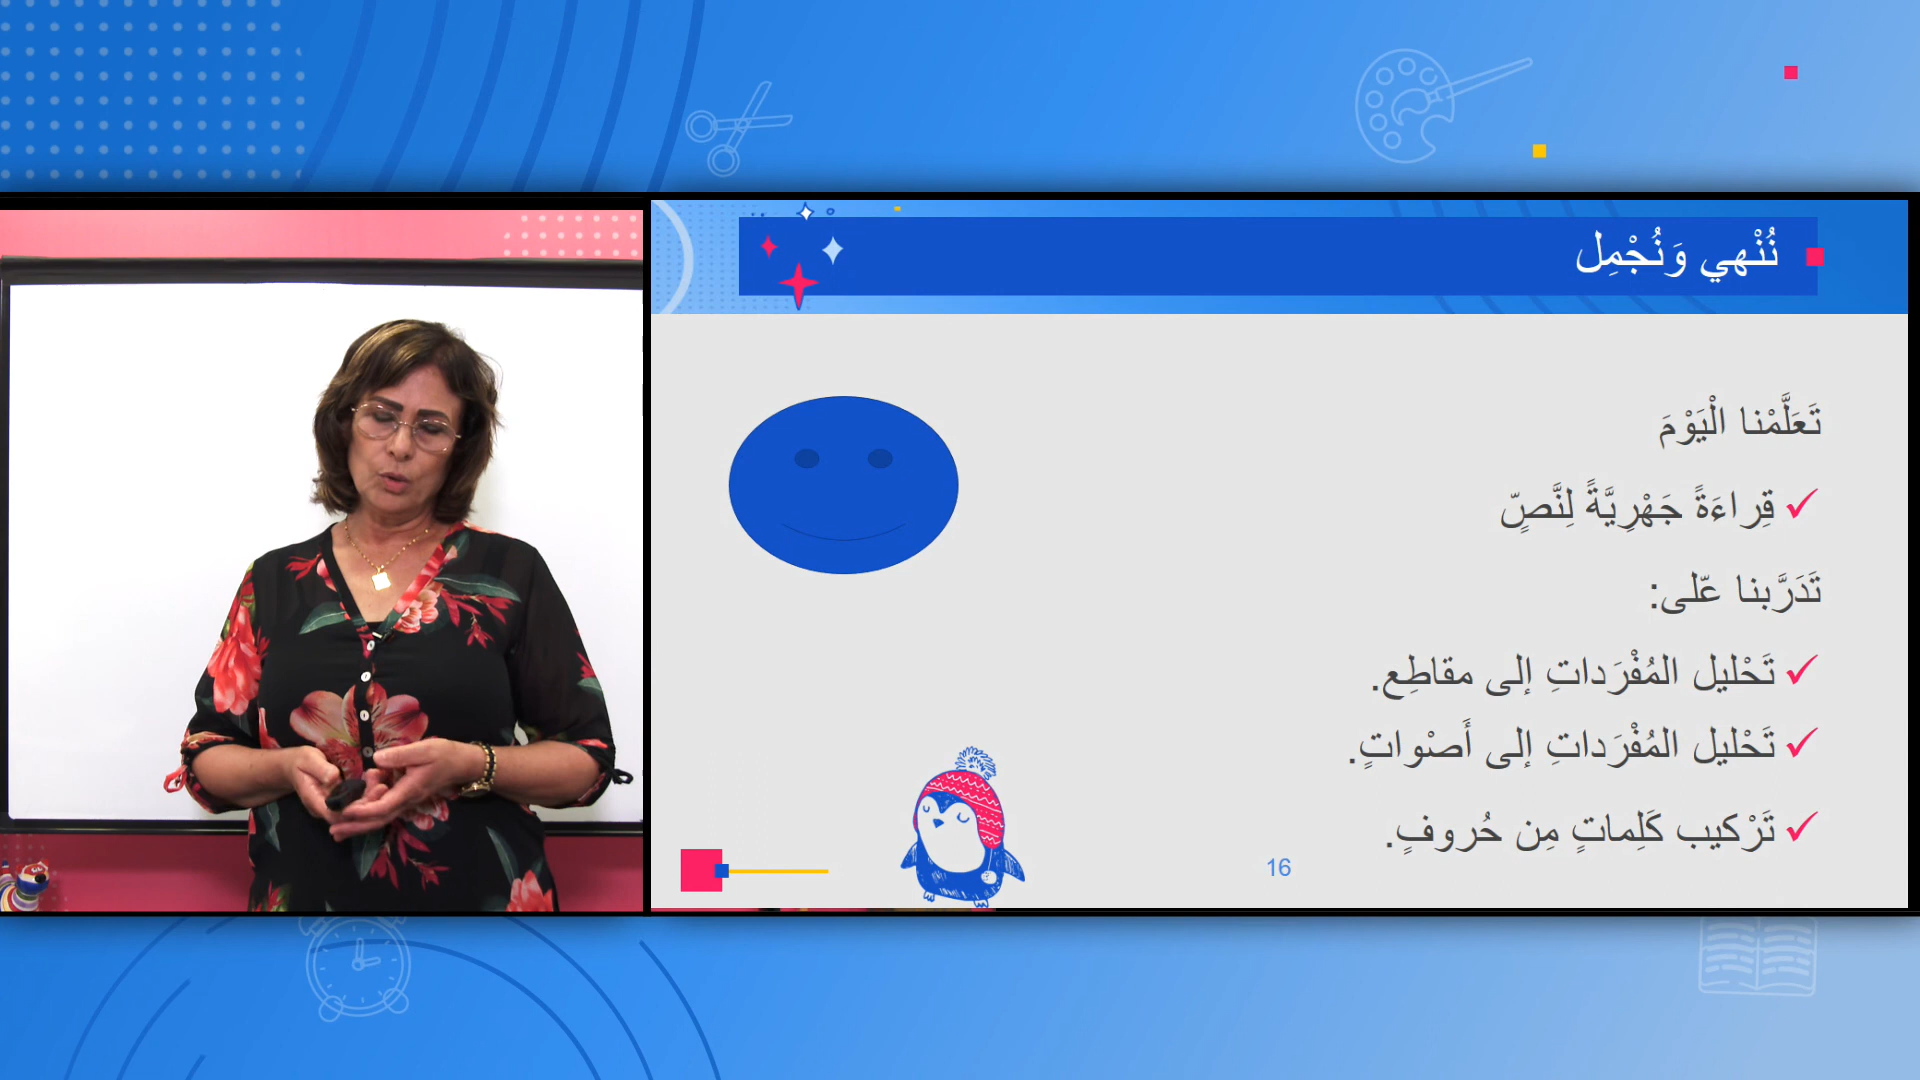 نُنْهي وَنُجْمِل
تَعَلَّمْنا الْيَوْمَ
قِراءَةً جَهْرِيَّةً لِنَّصٍّ
تَدَرَّبنا عّلى:
تَحْليل المُفْرَداتِ إلى مقاطِع.
تَحْليل المُفْرَداتِ إلى أَصْواتٍ.
تَرْكيب كَلِماتٍ مِن حُروفٍ.
16